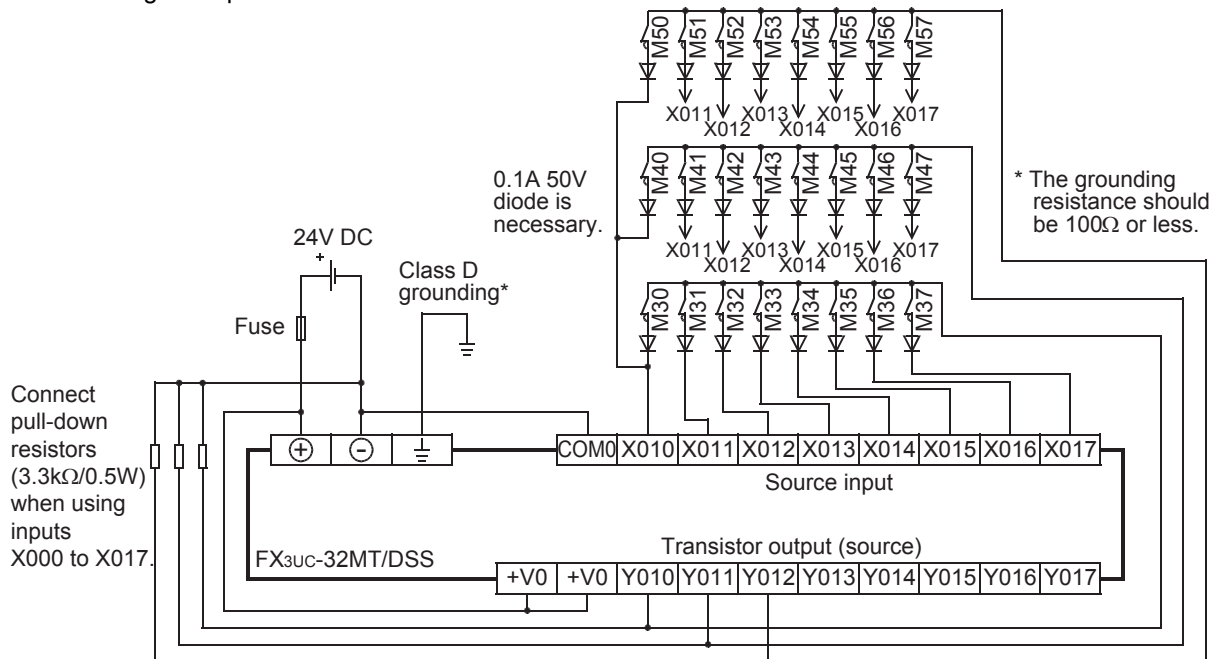 M50 M51 M52 M53 M54 M55 M56 M57
X011 X012 X013 X014 X015 X016 X017
M40 M41 M42 M43 M44 M45 M46 M47
X011 X012 X013 X014 X015 X016 X017
M30 M31 M32 M33 M34 M35 M36 M37
0.1A 50V
diode is
necessary.
* The grounding
resistance should
be 100Ω or less.
24V DC
+
Class D
grounding*
Fuse
Connect
pull-down
resistors
(3.3kΩ/0.5W)
when using
inputs
X000 to X017.
+ -
COM0 X010 X011 X012 X013 X014 X015 X016 X017
Source input
FX3UC-32MT/DSS
Transistor output (source)
+V0 +V0 Y010 Y011 Y012 Y013 Y014 Y015 Y016 Y017